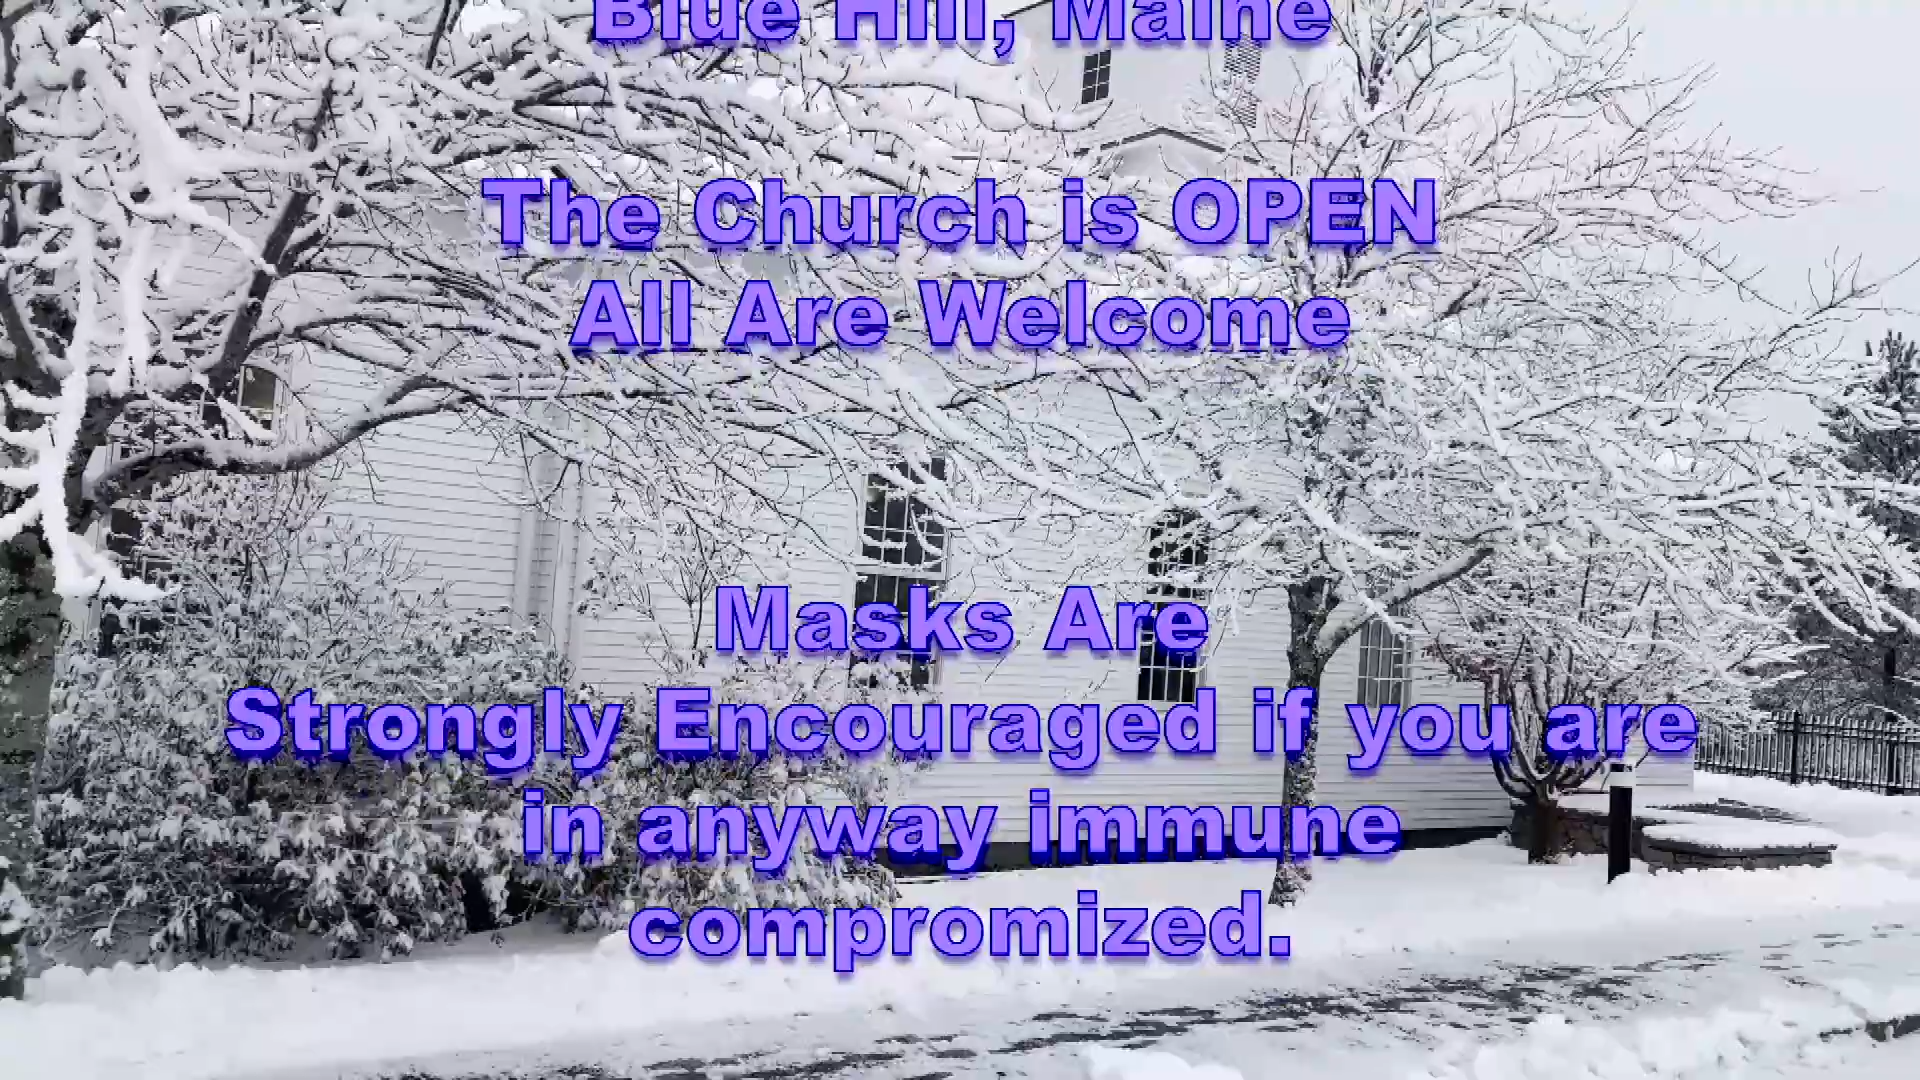 Blue Hill, Maine
The Church is OPEN
All Are Welcome
Masks Are
Strongly Encouraged if you are
in anyway immune
compromized.